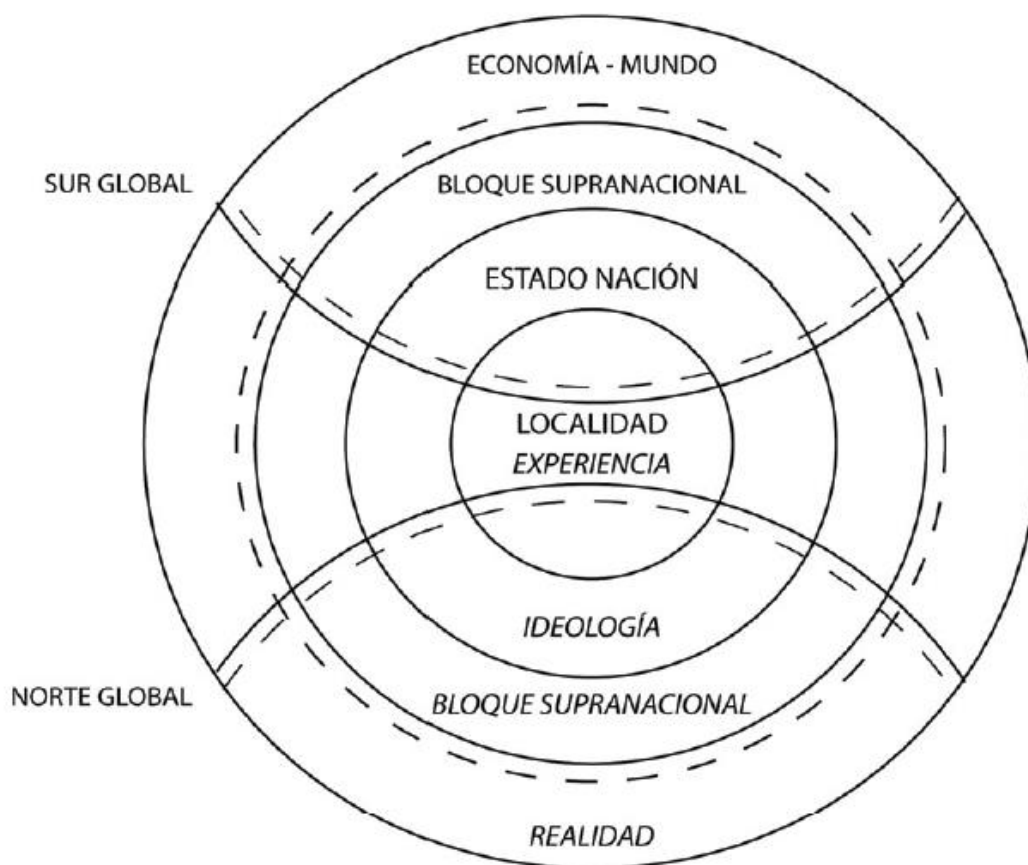 ECONOMÍA - MUNDO
SUR GLOBAL
BLOQUE SUPRANACIONAL
ESTADO NACIÓN
LOCALIDAD
EXPERIENCIA
IDEOLOGÍA
NORTE GLOBAL
BLOQUE SUPRANACIONAL
REALIDAD